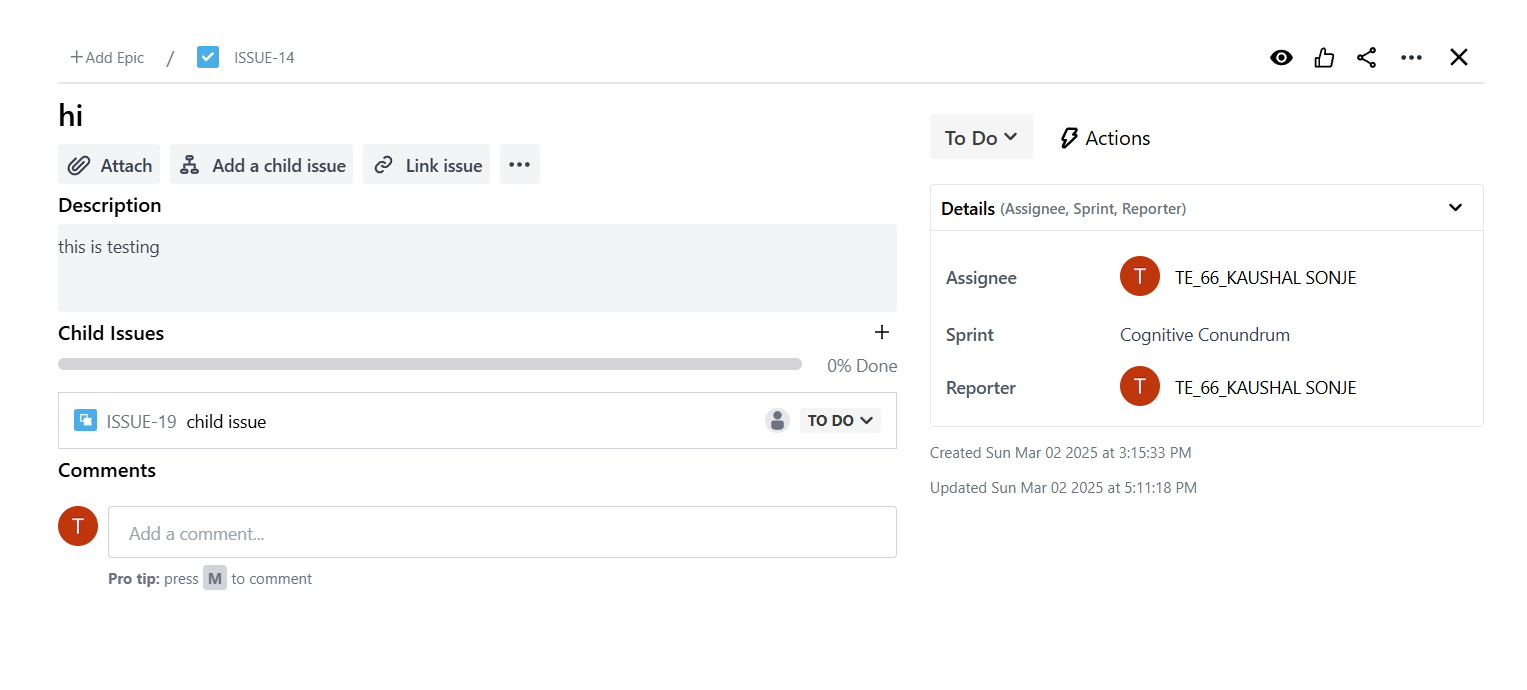 +Add Epic / ISSUE-14
hi
Attach Add a child issue Link issue
Description
this is testing
Child Issues
0% Done
ISSUE-19 child issue TO DO
Comments
T Add a comment...
Pro tip: press M to comment
To Do Actions
Details (Assignee, Sprint, Reporter)
Assignee T TE_66_KAUSHAL SONJE
Sprint Cognitive Conundrum
Reporter T TE_66_KAUSHAL SONJE
Created Sun Mar 02 2025 at 3:15:33 PM
Updated Sun Mar 02 2025 at 5:11:18 PM